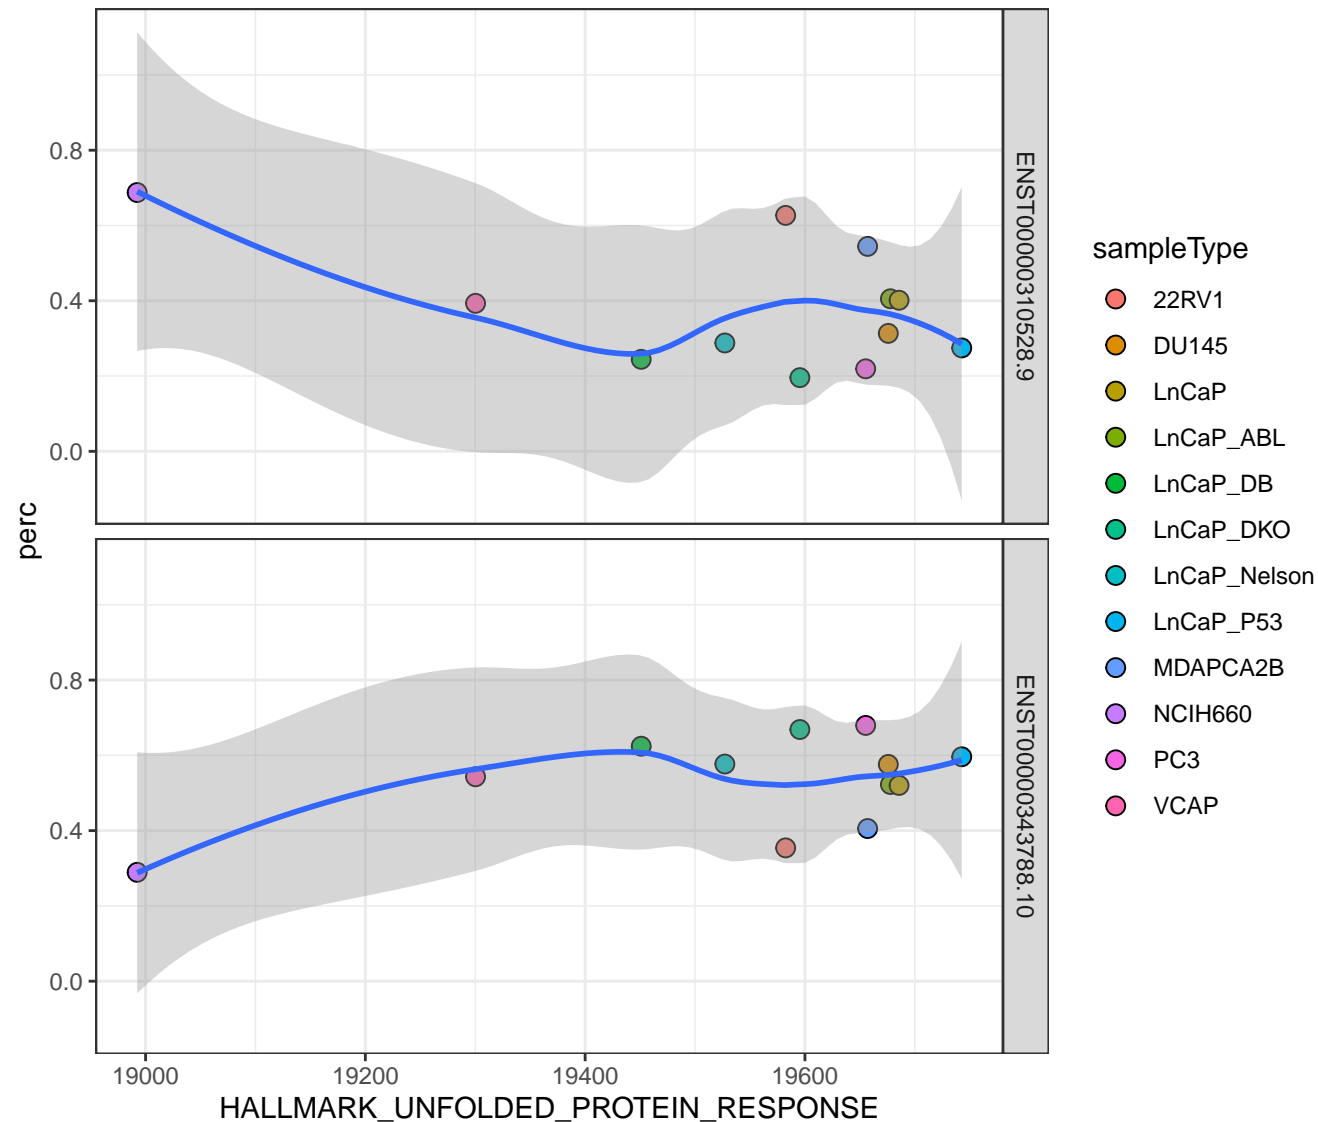 0.8
0.4
0.0
ENST00000310528.9
perc
0.8
0.4
0.0
ENST00000343788.10
19000
19200
19400
19600
HALLMARK_UNFOLDED_PROTEIN_RESPONSE
sampleType
22RV1
DU145
LnCaP
LnCaP_ABL
LnCaP_DB
LnCaP_DKO
LnCaP_Nelson
LnCaP_P53
MDAPCA2B
NCIH660
PC3
VCAP